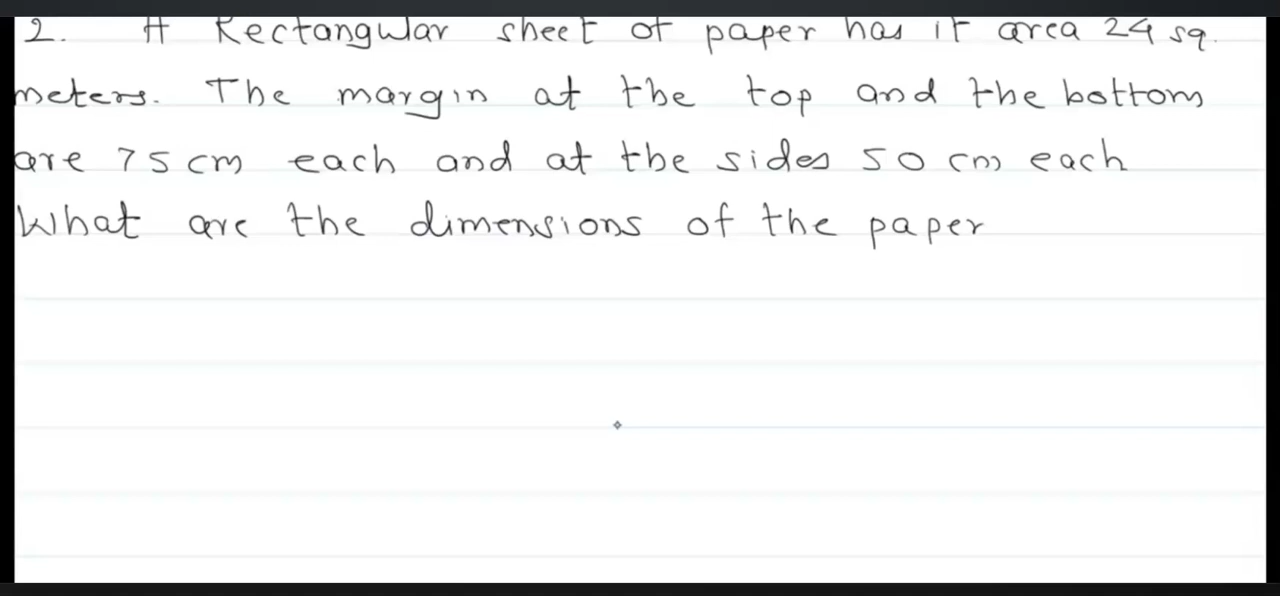 2. A Rectangular sheet of paper has it area 24 sq.
meters. The margin at the top and the bottom
are 75 cm each and at the sides 50 cm each
What are the dimensions of the paper